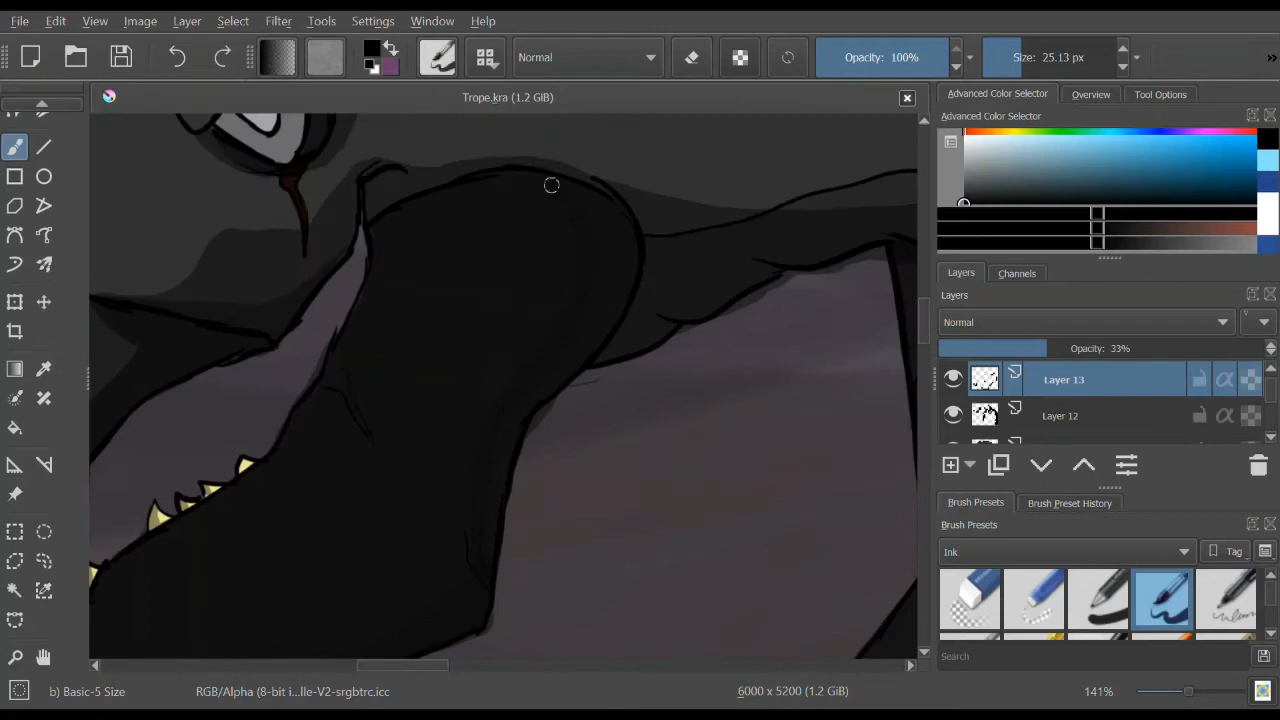 File Edit View Image Layer Select Filter Tools Settings Window Help
Normal
Opacity: 100%
Size: 25.13 px
»
Trope.kra (1.2 GiB)
Advanced Color Selector Overview Tool Options
Advanced Color Selector
Layers Channels
Layers
Normal
Opacity: 33%
Layer 13
Layer 12
Brush Presets Brush Preset History
Brush Presets
Ink
Tag
Search
b) Basic-5 Size
RGB/Alpha (8-bit i...lle-V2-srgbtrc.icc
6000 x 5200 (1.2 GiB)
141%